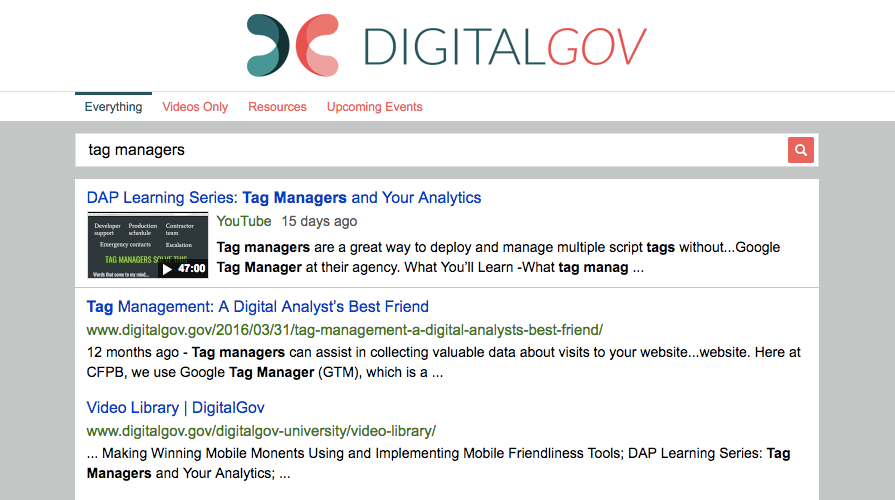 DIGITALGOV
Everything Videos Only Resources Upcoming Events
tag managers
DAP Learning Series: Tag Managers and Your Analytics
Developer support Production schedule Contractor team
Emergency contacts Escalation
TAG MANAGERS SOLVE THIS
Words that come to my mind...
47:00
YouTube 15 days ago
Tag managers are a great way to deploy and manage multiple script tags without...Google
Tag Manager at their agency. What You’ll Learn -What tag manag ...
Tag Management: A Digital Analyst’s Best Friend
www.digitalgov.gov/2016/03/31/tag-management-a-digital-analysts-best-friend/
12 months ago - Tag managers can assist in collecting valuable data about visits to your website...website. Here at
CFPB, we use Google Tag Manager (GTM), which is a ...
Video Library | DigitalGov
www.digitalgov.gov/digitalgov-university/video-library/
... Making Winning Mobile Monents Using and Implementing Mobile Friendliness Tools; DAP Learning Series: Tag
Managers and Your Analytics; ...